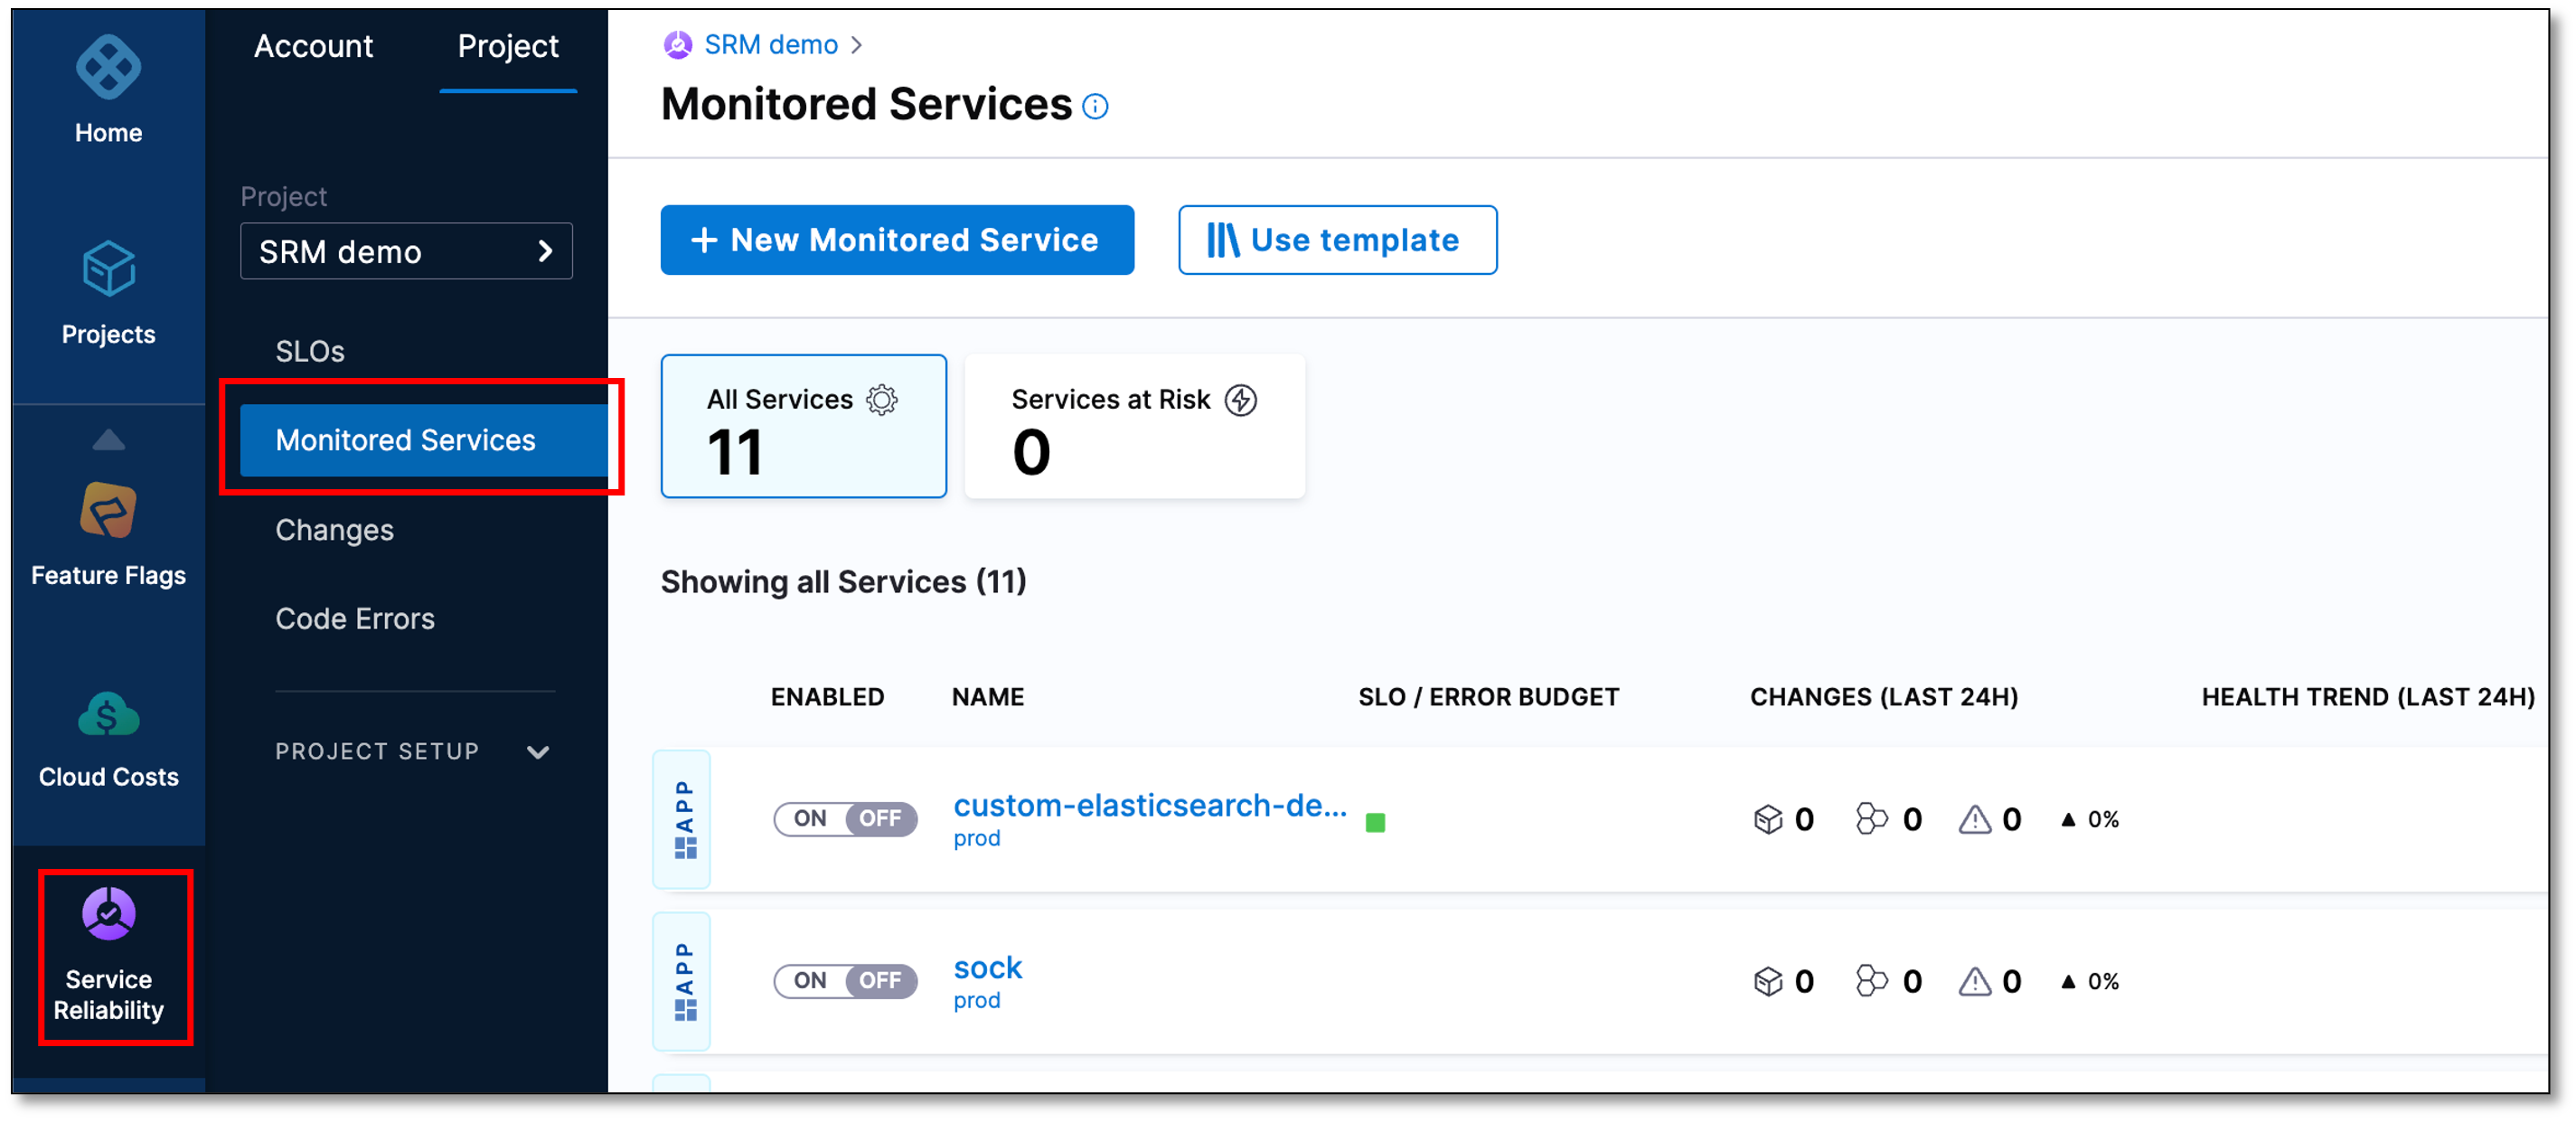 Home
Projects
Feature Flags
Cloud Costs
Service
Reliability
Account Project
Project
SRM demo
SLOs
Monitored Services
Changes
Code Errors
PROJECT SETUP
SRM demo
Monitored Services
+ New Monitored Service
Use template
All Services
11
Services at Risk
0
Showing all Services (11)
ENABLED NAME SLO / ERROR BUDGET CHANGES (LAST 24H) HEALTH TREND (LAST 24H)
APP
ON OFF
custom-elasticsearch-de...
prod
0 0 0 ▲ 0%
APP
ON OFF
sock
prod
0 0 0 ▲ 0%